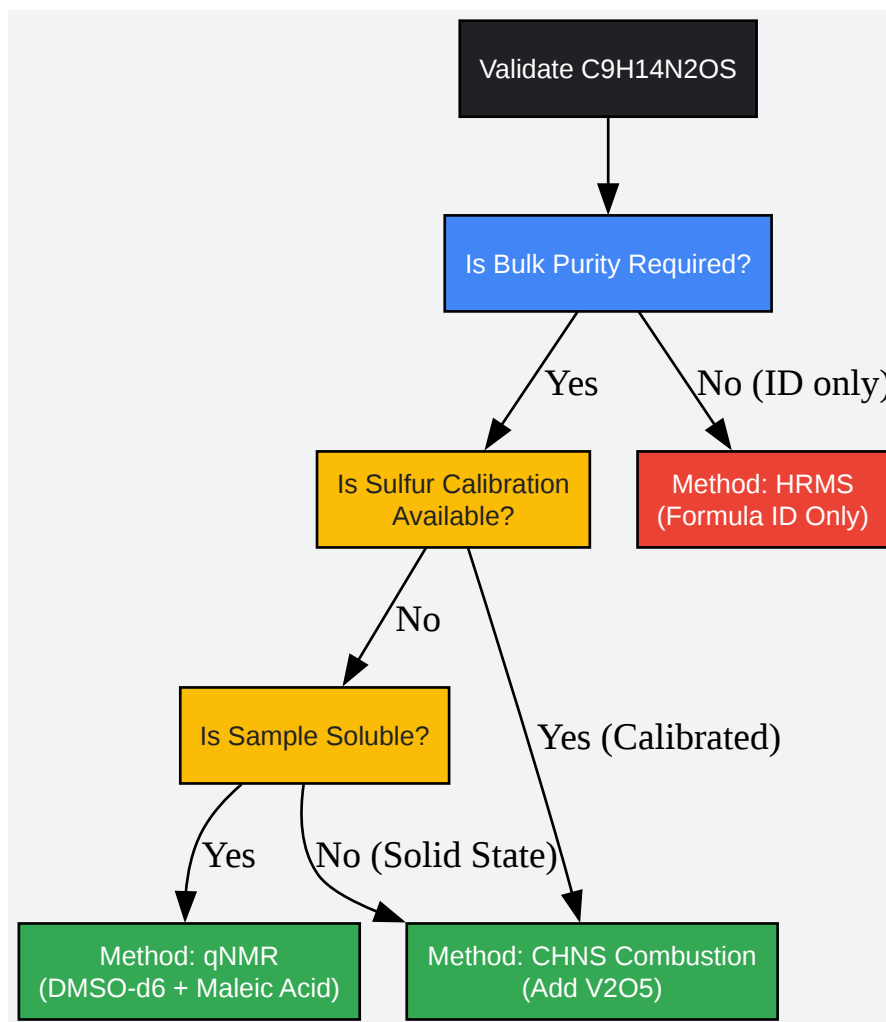 Validate C9H14N2OS
Is Bulk Purity Required?
Yes
No (ID only)
Is Sulfur Calibration
Available?
Method: HRMS
(Formula ID Only)
No
Is Sample Soluble?
Yes (Calibrated)
Yes
No (Solid State)
Method: qNMR
(DMSO-d6 + Maleic Acid)
Method: CHNS Combustion
(Add V2O5)